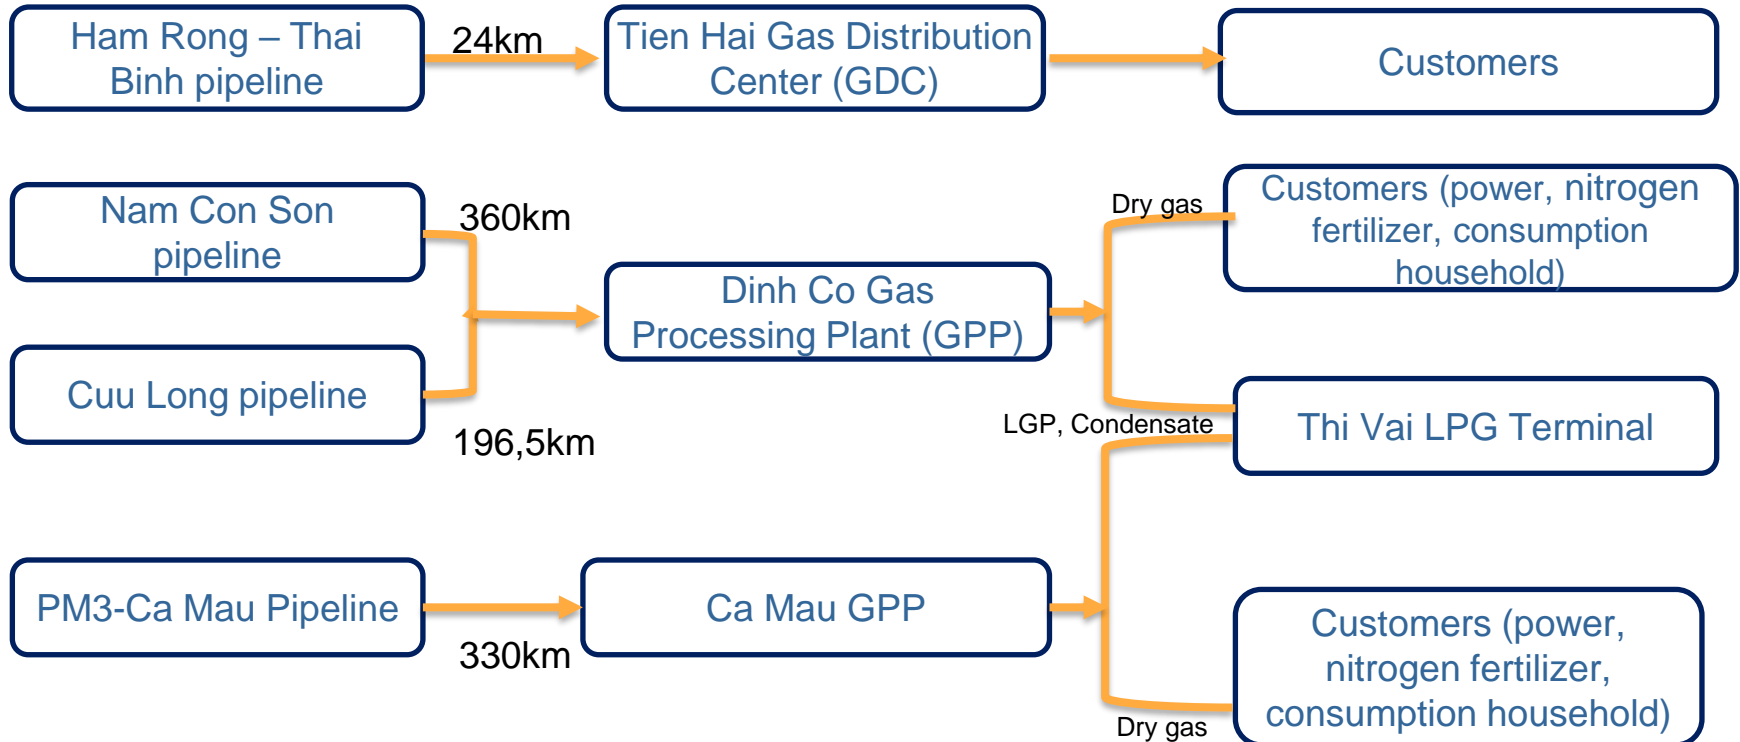 Ham Rong – Thai
Binh pipeline
24km
Tien Hai Gas Distribution
Center (GDC)
Customers
Nam Con Son
pipeline
360km
Cuu Long pipeline
196,5km
Dinh Co Gas
Processing Plant (GPP)
Dry gas
Customers (power, nitrogen
fertilizer, consumption
household)
LGP, Condensate
Thi Vai LPG Terminal
PM3-Ca Mau Pipeline
330km
Ca Mau GPP
Dry gas
Customers (power,
nitrogen fertilizer,
consumption household)